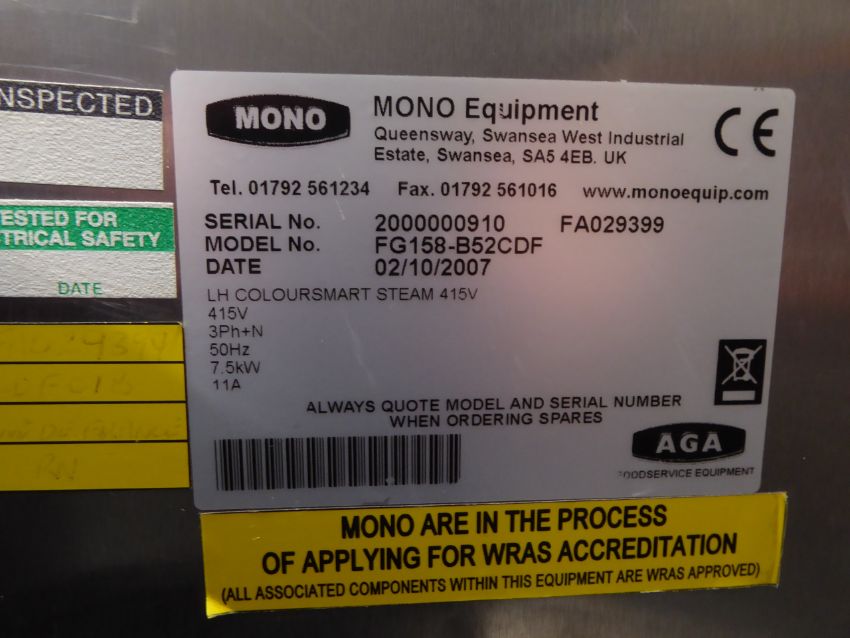 NSPECTED
ESTED FOR
TRICAL SAFETY
DATE
MONO
MONO Equipment
Queensway, Swansea West Industrial
Estate, Swansea, SA5 4EB. UK
CE
Tel. 01792 561234 Fax. 01792 561016 www.monoequip.com
SERIAL No. 2000000910 FA029399
MODEL No. FG158-B52CDF
DATE 02/10/2007
LH COLOURSMART STEAM 415V
415V
3Ph+N
50Hz
7.5kW
11A
ALWAYS QUOTE MODEL AND SERIAL NUMBER
WHEN ORDERING SPARES
AGA
FOODSERVICE EQUIPMENT
MONO ARE IN THE PROCESS
OF APPLYING FOR WRAS ACCREDITATION
(ALL ASSOCIATED COMPONENTS WITHIN THIS EQUIPMENT ARE WRAS APPROVED)